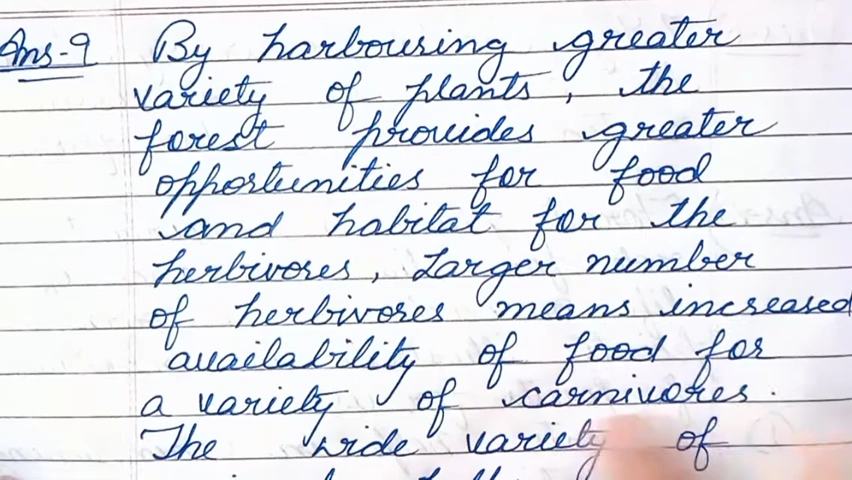 Ans-9 By harbousing greater
variety of plants, the
forest provides greater
opportunities for food
and habitat for the
herbivores, Larger number
of herbivores means increased
availability of food for
a variety of carnivores.
The wide variety of